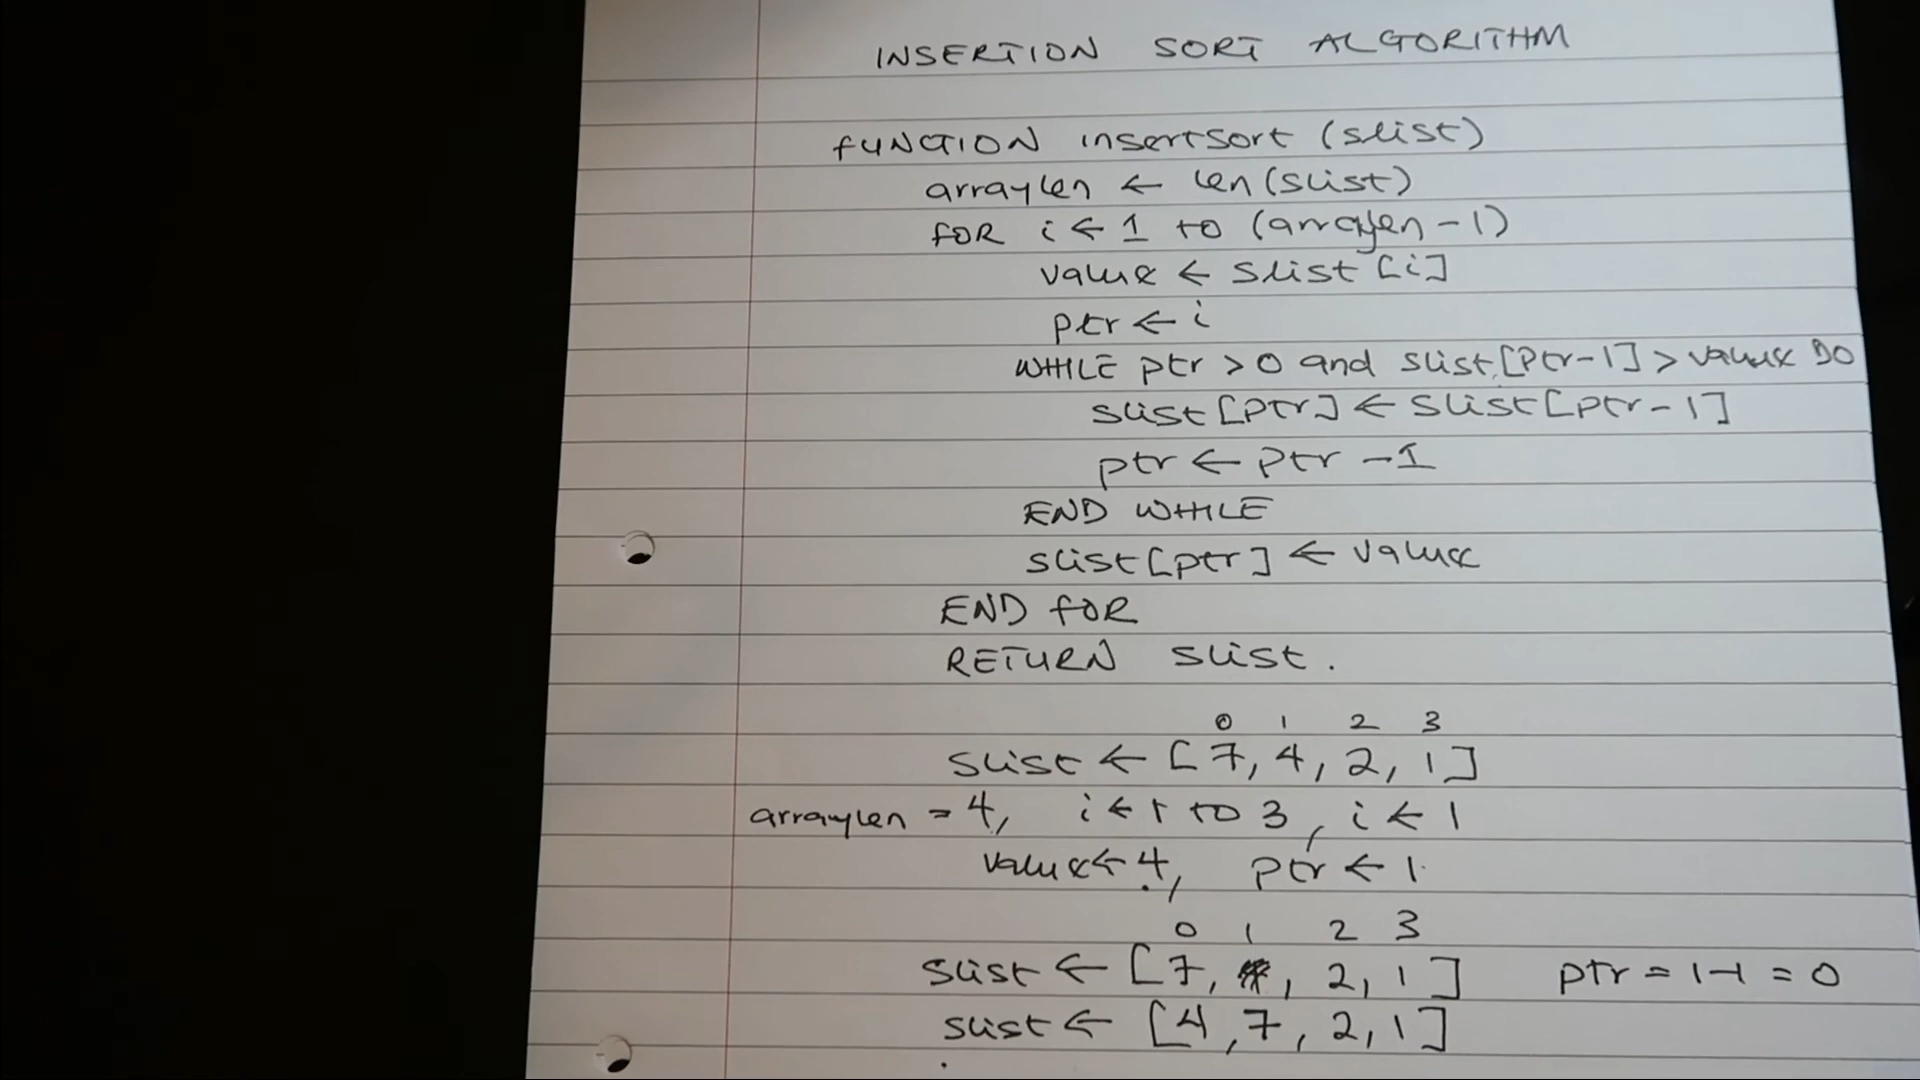 INSERTION SORT ALGORITHM
FUNCTION insertsort (slist)
arraylen ← len(slist)
FOR i ← 1 to (arraylen - 1)
value ← slist [i]
ptr ← i
WHILE ptr > 0 and slist[ptr-1] > value DO
slist [ptr] ← slist[ptr-1]
ptr ← ptr - 1
END WHILE
slist[ptr] ← value
END FOR
RETURN slist.
0 1 2 3
slist ← [7, 4, 2, 1]
arraylen = 4, i ← 1 to 3, i ← 1
value ← 4, ptr ← 1
0 1 2 3
slist ← [7, , 2, 1] ptr = 1-1 = 0
slist ← [4, 7, 2, 1]